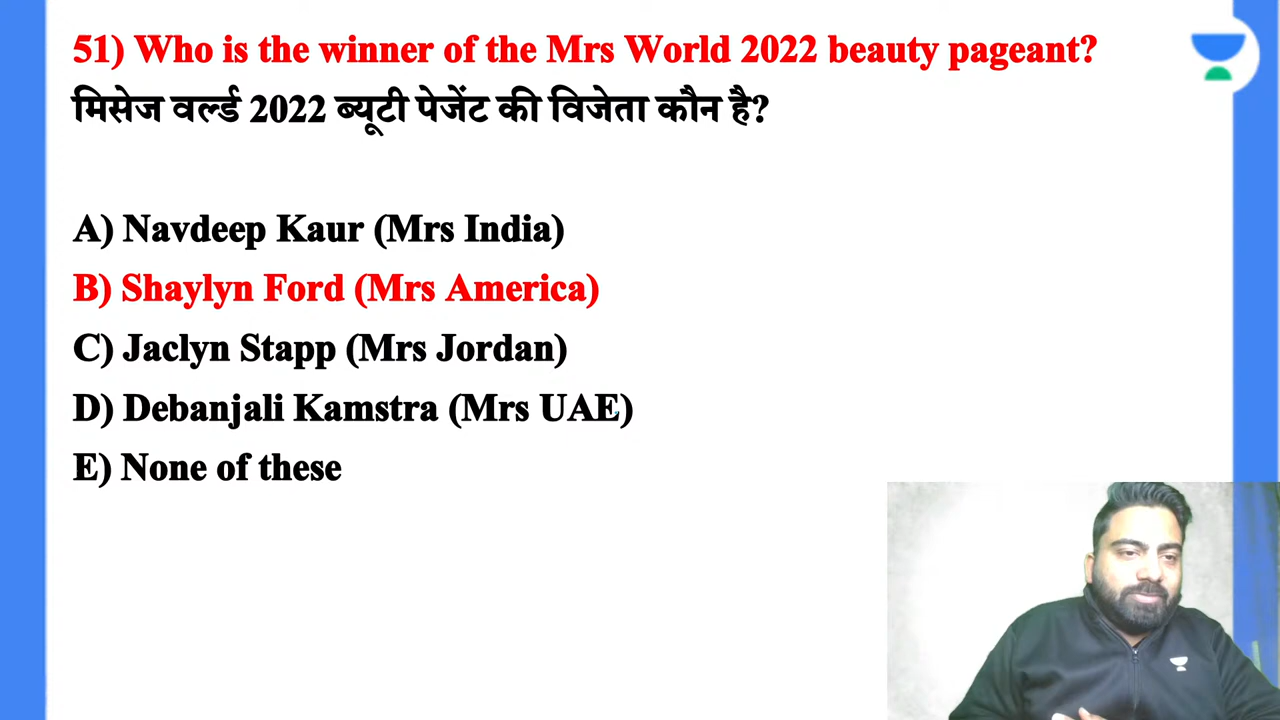 51) Who is the winner of the Mrs World 2022 beauty pageant?
मिसेज वर्ल्ड 2022 ब्यूटी पेजेंट की विजेता कौन है?
A) Navdeep Kaur (Mrs India)
B) Shaylyn Ford (Mrs America)
C) Jaclyn Stapp (Mrs Jordan)
D) Debanjali Kamstra (Mrs UAE)
E) None of these